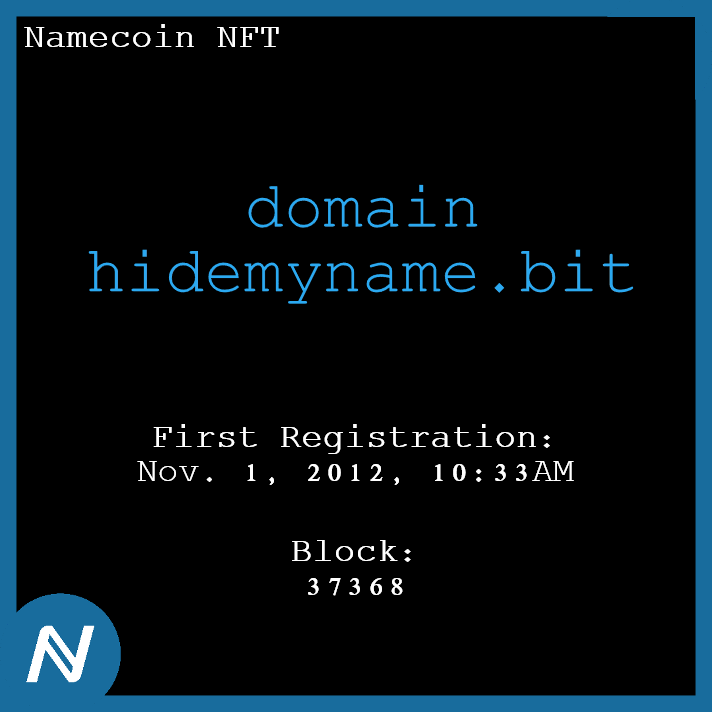 Namecoin NFT
domain
hidemyname.bit
First Registration:
Nov. 1, 2012, 10:33AM
Block:
37368